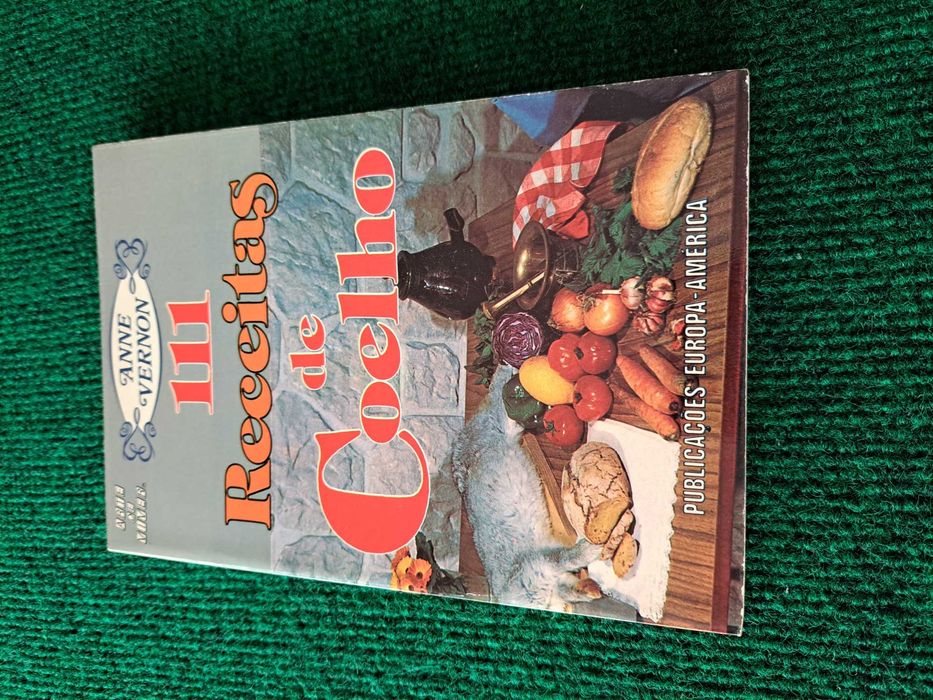 ANNE
VERNON
111
Receitas
de
Coelho
PUBLICAÇÕES EUROPA-AMÉRICA